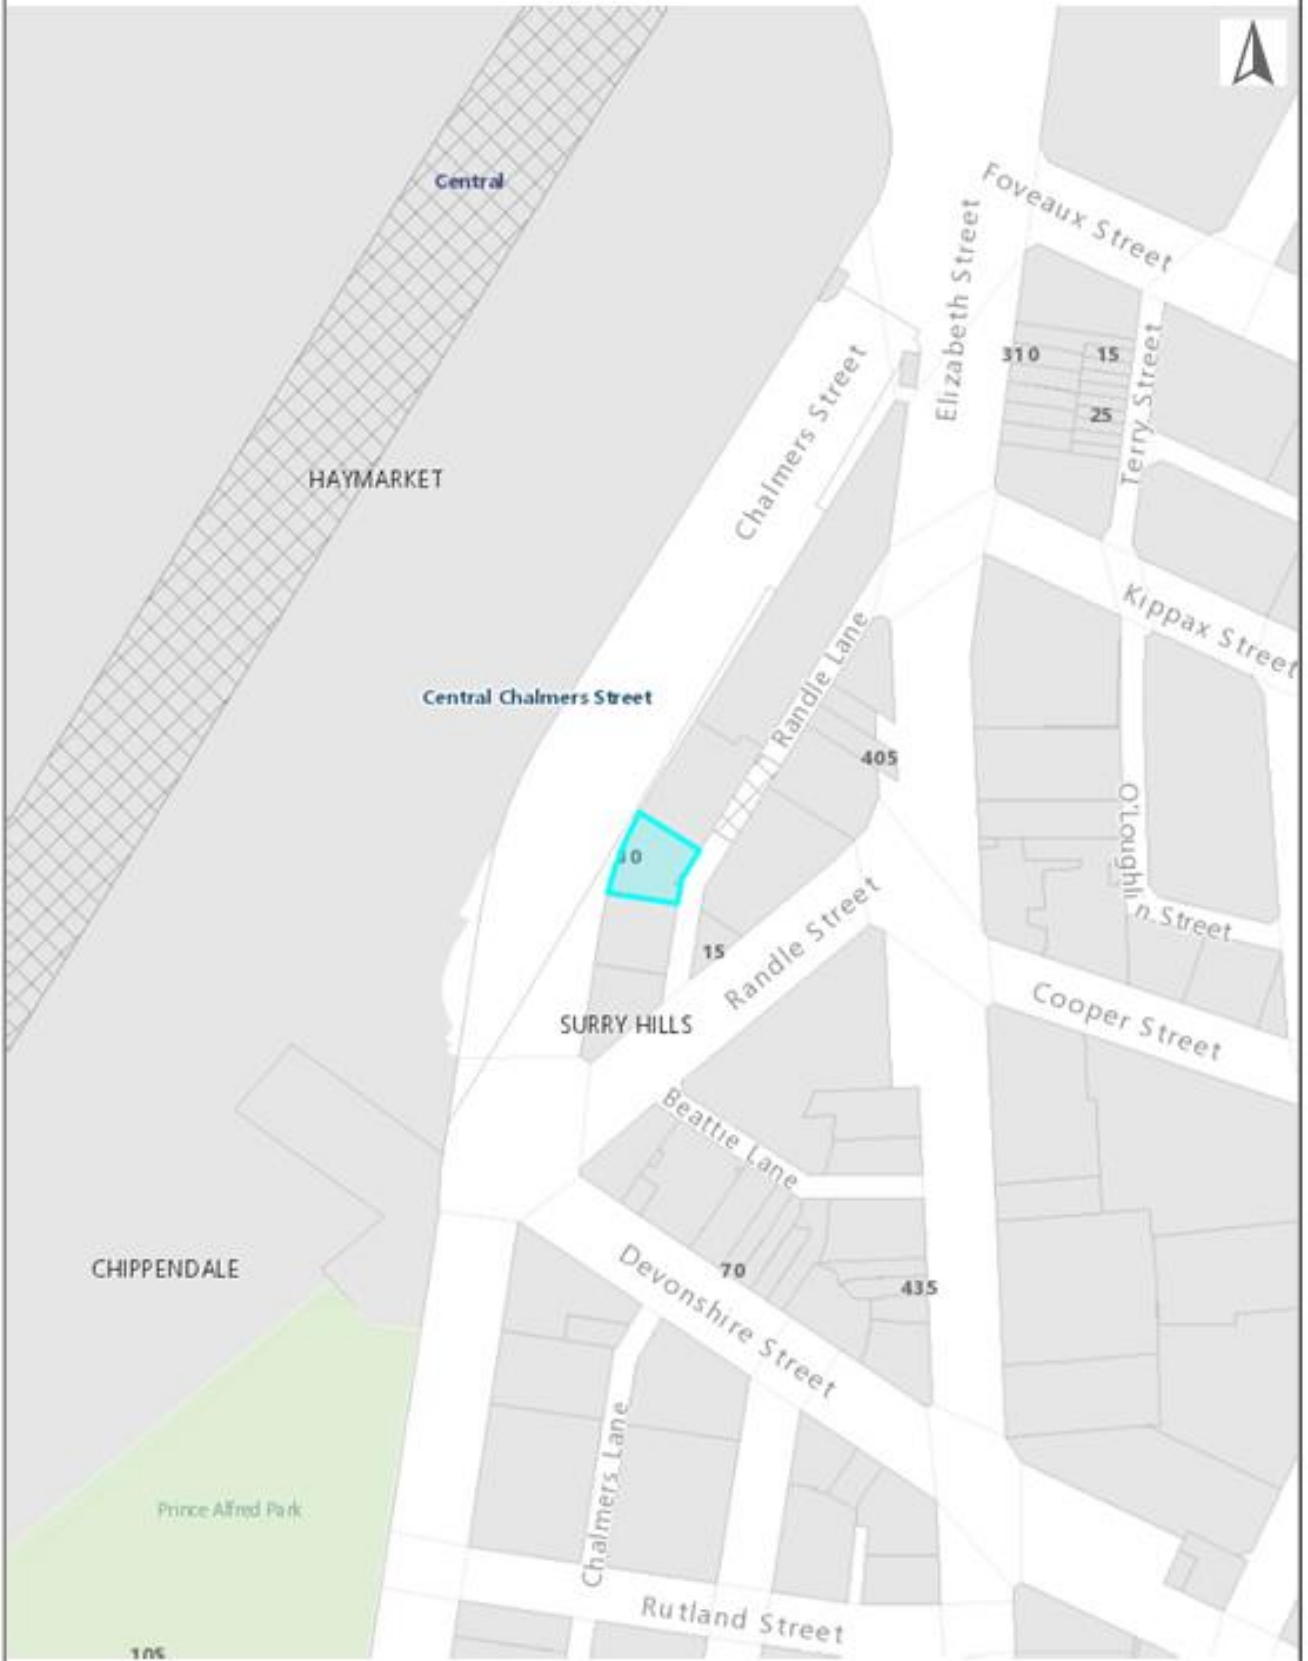 Central
Foveaux Street
Elizabeth Street
310
15
25
Terry Street
Chalmers Street
HAYMARKET
Kippax Street
Central Chalmers Street
Randle Lane
405
O'Loughli
n Street
15
Randle Street
Cooper Street
SURRY HILLS
Beattie Lane
CHIPPENDALE
70
Devonshire Street
435
Chalmers Lane
Prince Alfred Park
Rutland Street
105